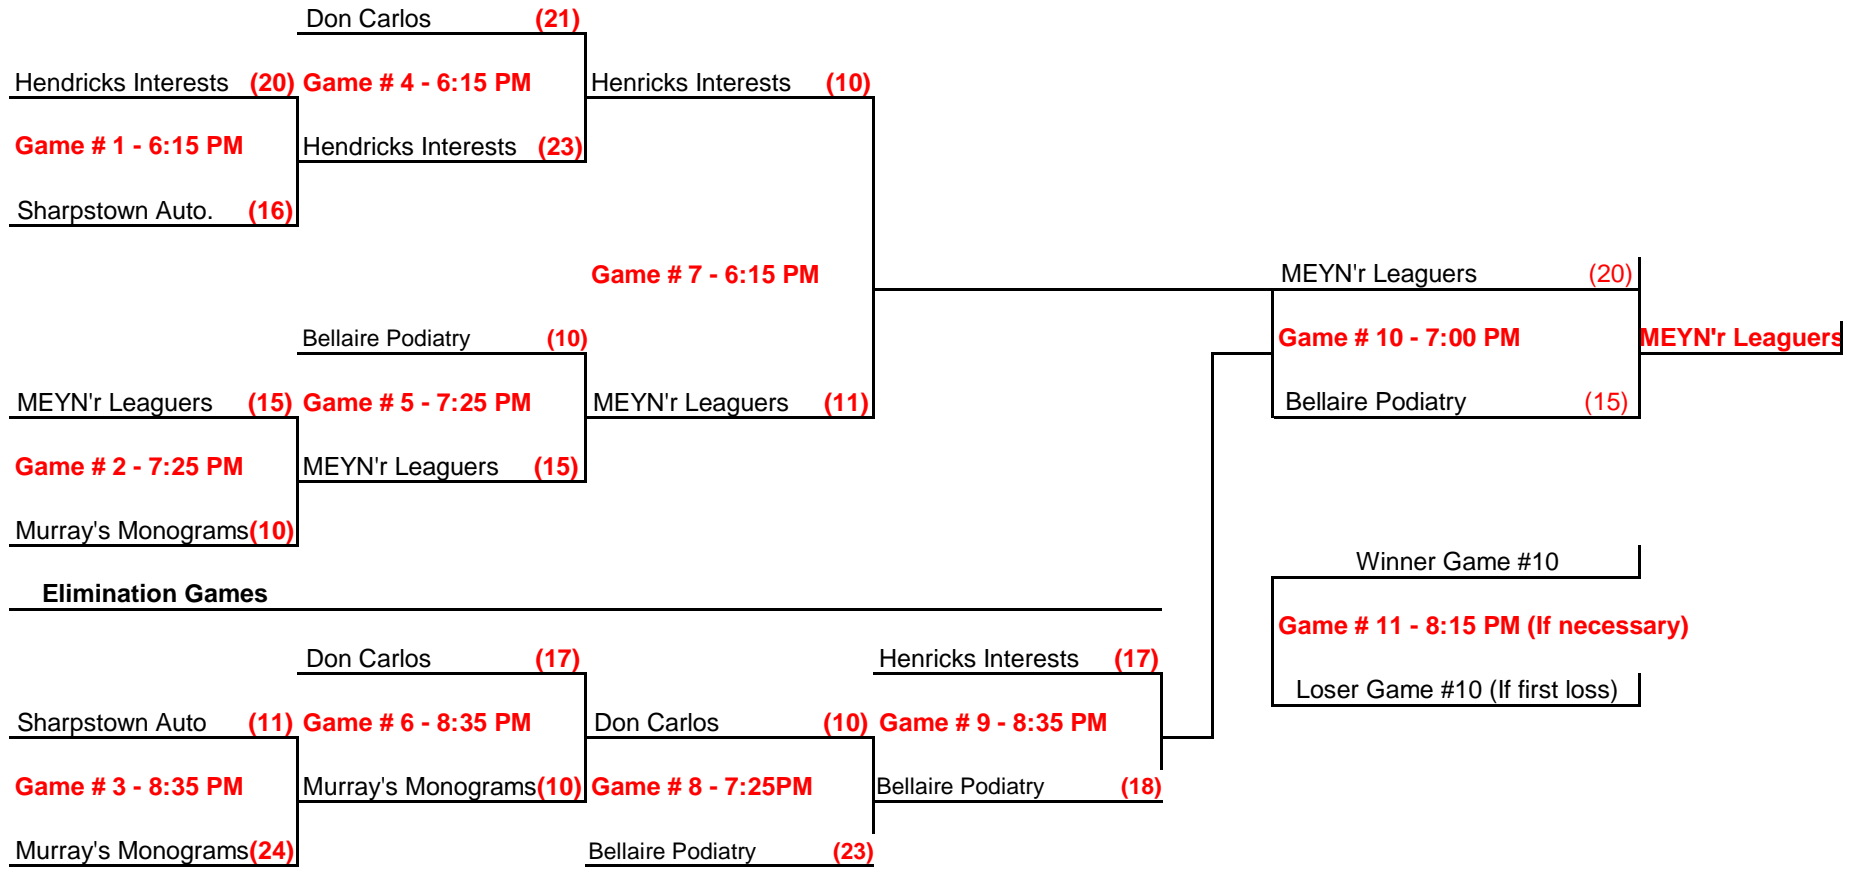 Don Carlos (21)
Hendricks Interests (20) Game # 4 - 6:15 PM Henricks Interests (10)
Game # 1 - 6:15 PM Hendricks Interests (23)
Sharpstown Auto. (16)
Game # 7 - 6:15 PM MEYN'r Leaguers (20)
Bellaire Podiatry (10) Game # 10 - 7:00 PM MEYN'r Leaguers
MEYN'r Leaguers (15) Game # 5 - 7:25 PM MEYN'r Leaguers (11) Bellaire Podiatry (15)
Game # 2 - 7:25 PM MEYN'r Leaguers (15)
Murray's Monograms(10)
Winner Game #10
Elimination Games
Game # 11 - 8:15 PM (If necessary)
Don Carlos (17) Henricks Interests (17)
Loser Game #10 (If first loss)
Sharpstown Auto (11) Game # 6 - 8:35 PM Don Carlos (10) Game # 9 - 8:35 PM
Game # 3 - 8:35 PM Murray's Monograms(10) Game # 8 - 7:25PM Bellaire Podiatry (18)
Murray's Monograms(24) Bellaire Podiatry (23)